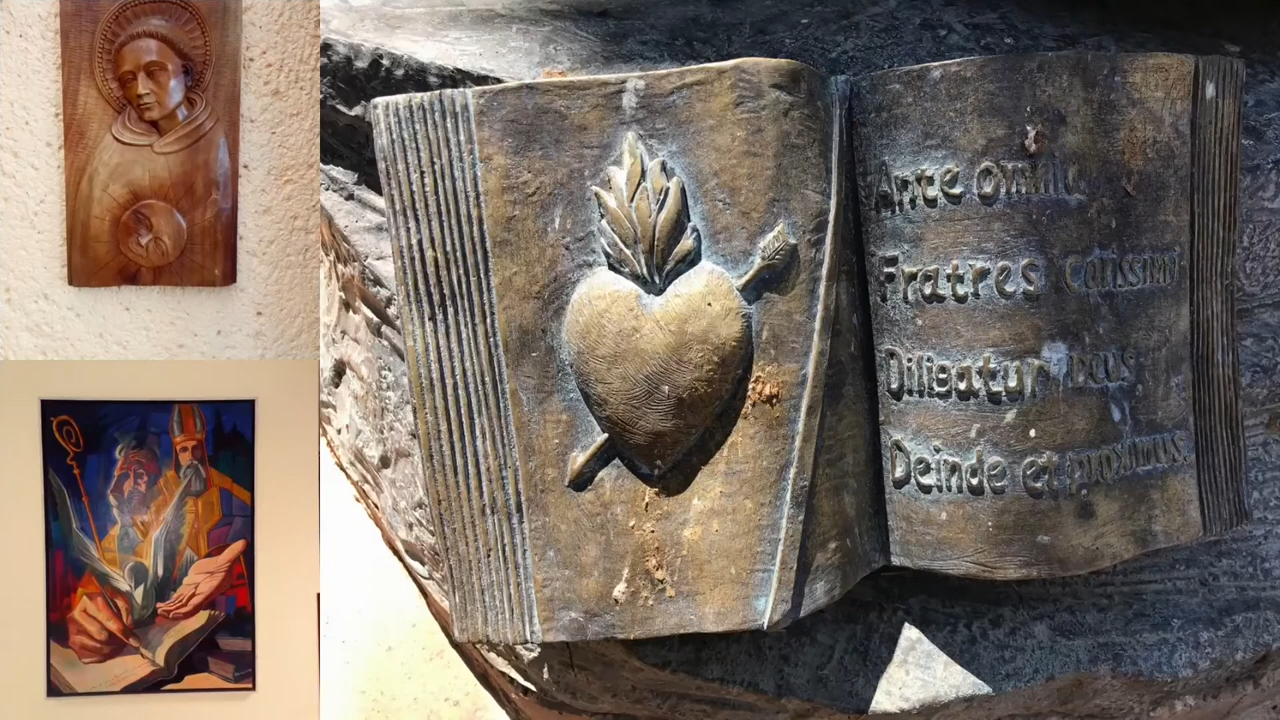 Ante omnia
Fratres carissimi
Diligatur Deus
Deinde et proximus